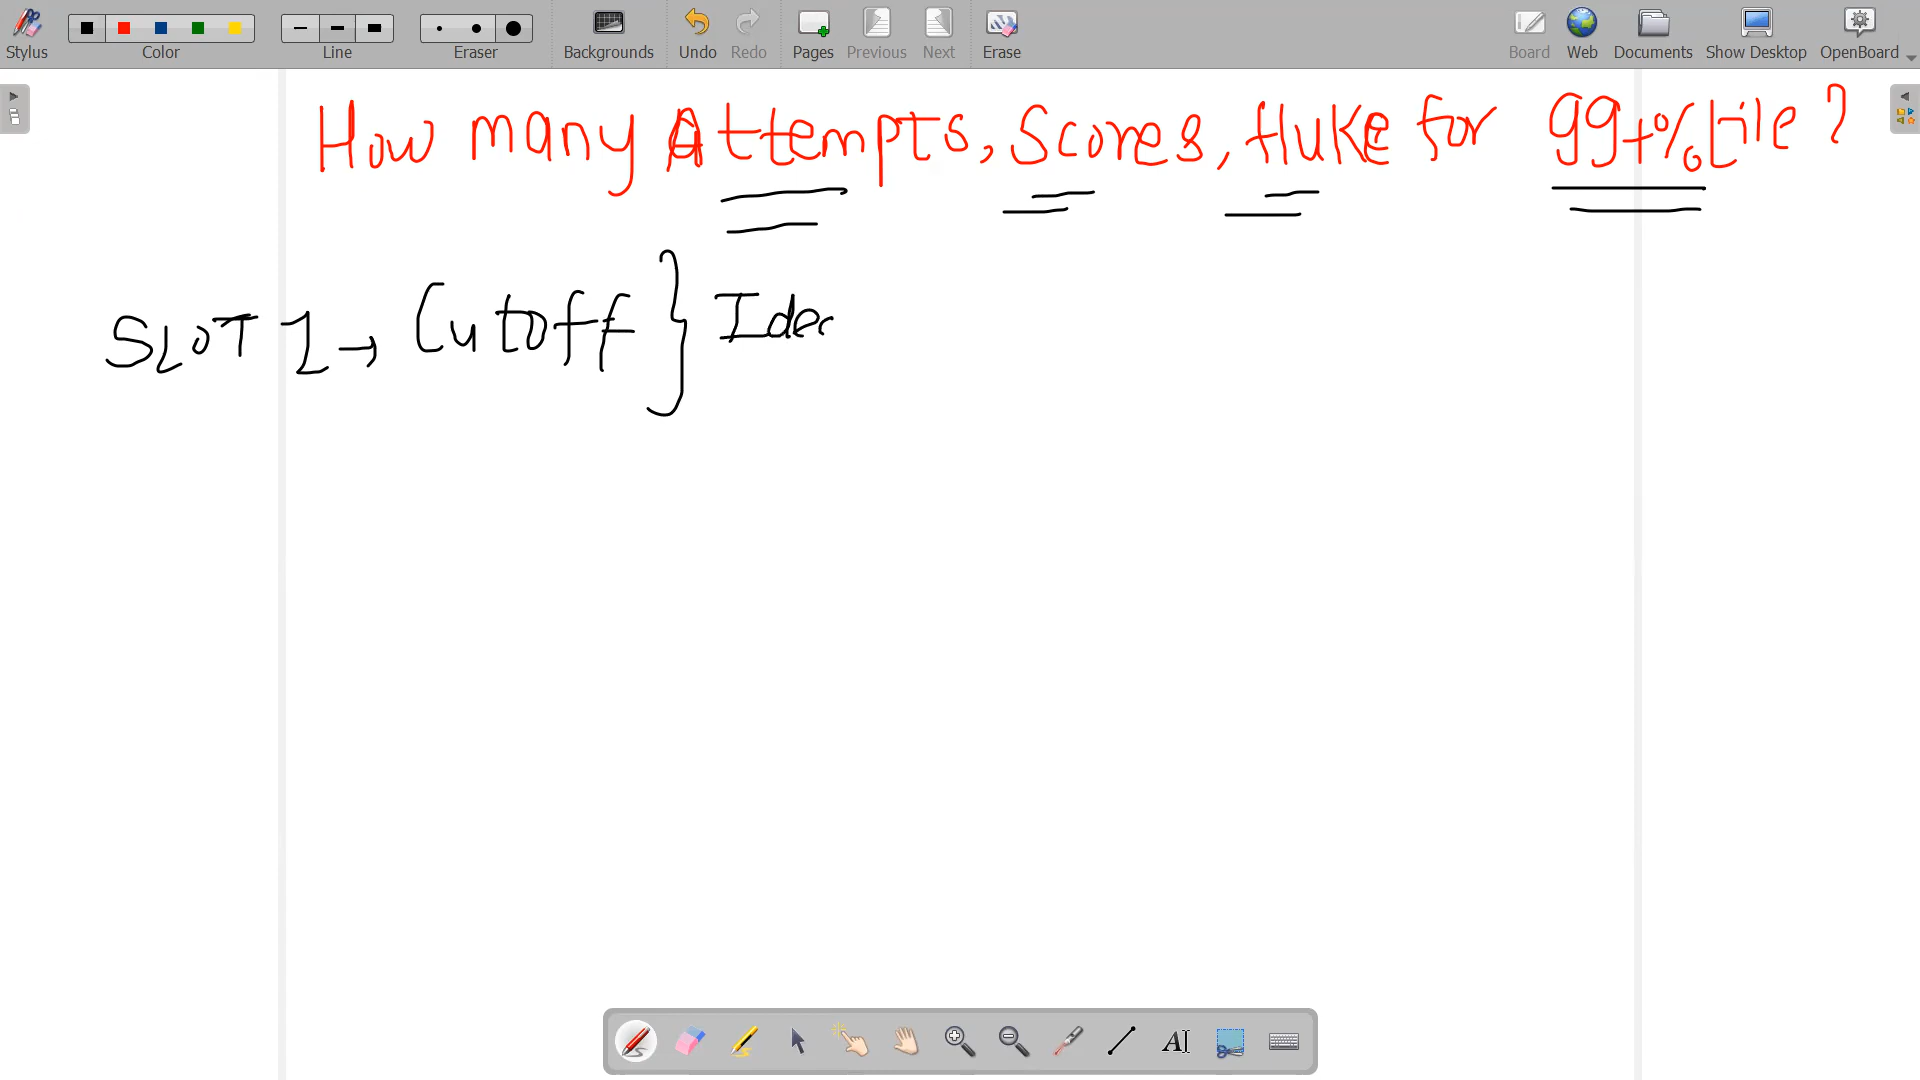 Stylus Color Line Eraser Backgrounds Undo Redo Pages Previous Next Erase Board Web Documents Show Desktop OpenBoard
How many Attempts, Scores, fluke for 99+%tile ?
SLOT 1 → Cutoff } Idea